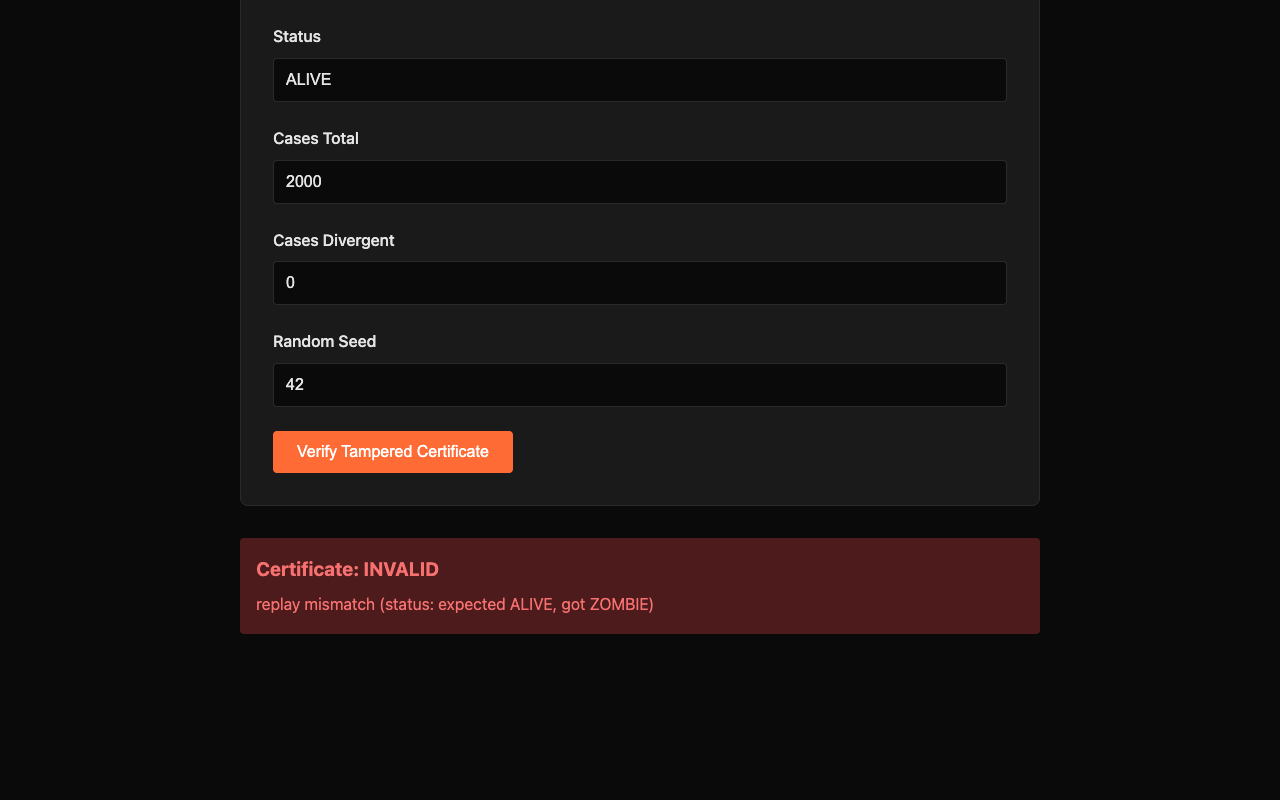 Status
ALIVE
Cases Total
2000
Cases Divergent
0
Random Seed
42
Verify Tampered Certificate
Certificate: INVALID
replay mismatch (status: expected ALIVE, got ZOMBIE)